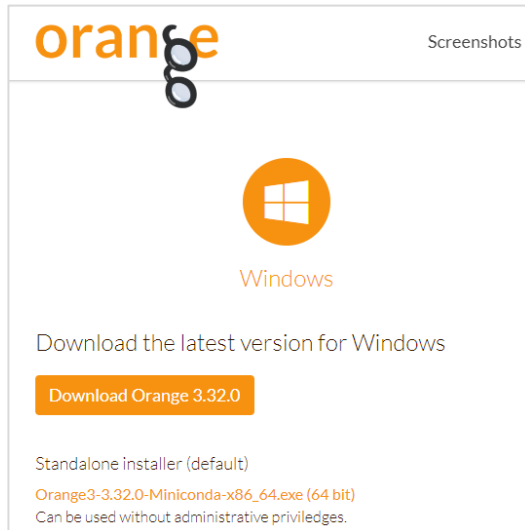 orange
Screenshots
Windows
Download the latest version for Windows
Download Orange 3.32.0
Standalone installer (default)
Orange3-3.32.0-Miniconda-x86_64.exe (64 bit)
Can be used without administrative priviledges.